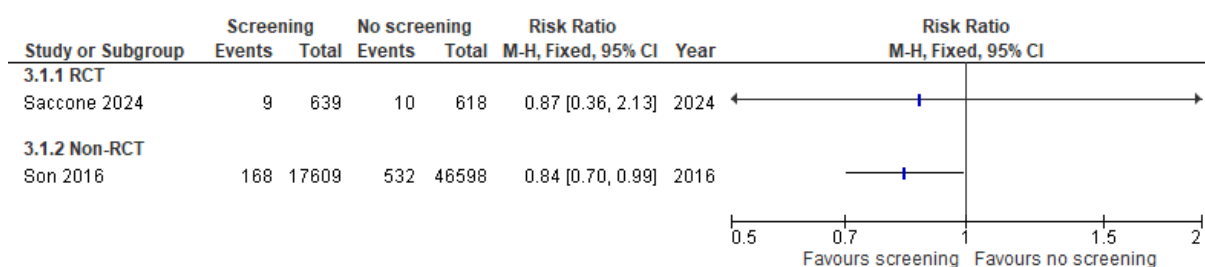 Screening No screening Risk Ratio Risk Ratio
Study or Subgroup Events Total Events Total M-H, Fixed, 95% CI Year M-H, Fixed, 95% CI
3.1.1 RCT
Saccone 2024 9 639 10 618 0.87 [0.36, 2.13] 2024
3.1.2 Non-RCT
Son 2016 168 17609 532 46598 0.84 [0.70, 0.99] 2016
0.5 0.7 1 1.5 2
Favours screening Favours no screening